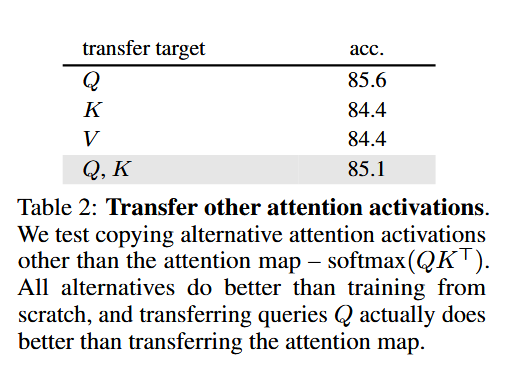 transfer target acc.
Q 85.6
K 84.4
V 84.4
Q, K 85.1
Table 2: Transfer other attention activations.
We test copying alternative attention activations
other than the attention map – softmax(QK⊤).
All alternatives do better than training from
scratch, and transferring queries Q actually does
better than transferring the attention map.